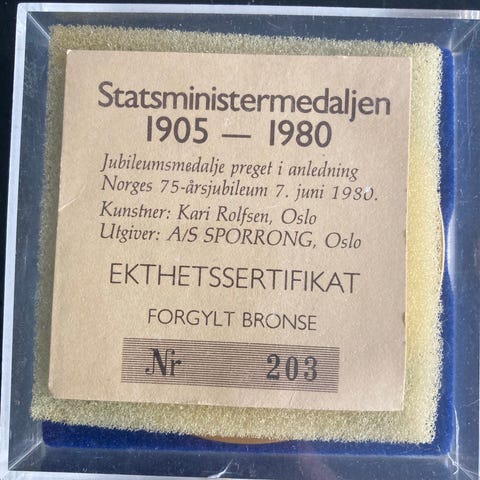 Statsministermedaljen
1905 — 1980
Jubileumsmedalje preget i anledning
Norges 75-årsjubileum 7. juni 1980.
Kunstner: Kari Rolfsen, Oslo
Utgiver: A/S SPORRONG, Oslo
EKTHETSSERTIFIKAT
FORGYLT BRONSE
Nr 203